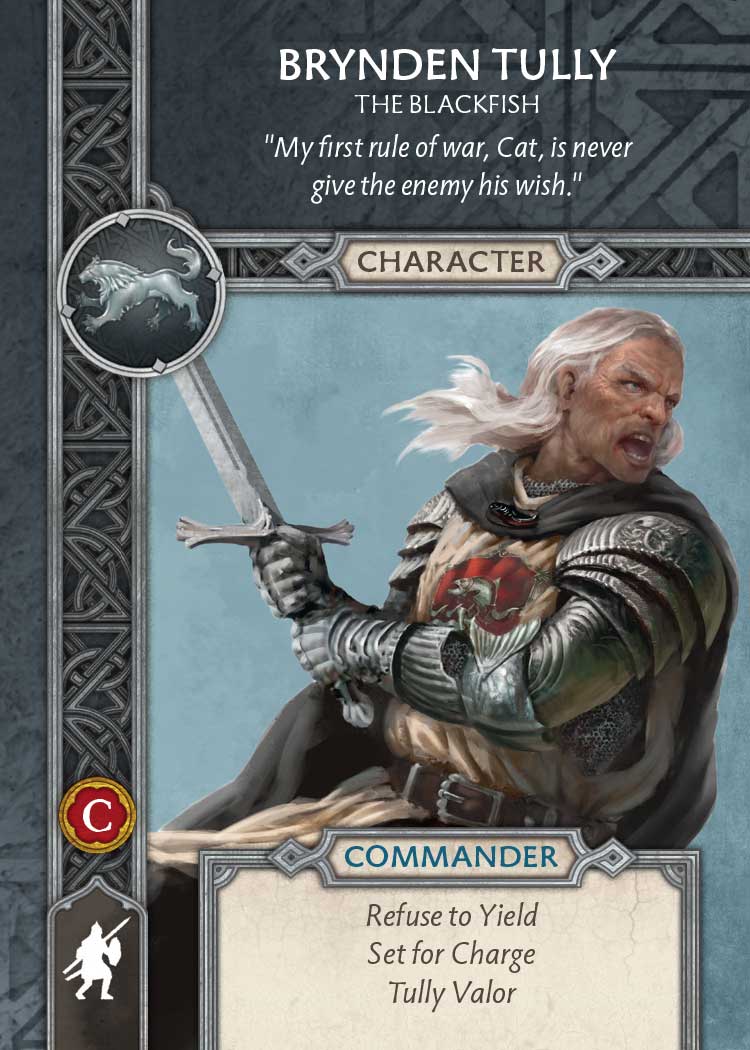 BRYNDEN TULLY
THE BLACKFISH
"My first rule of war, Cat, is never
give the enemy his wish."
CHARACTER
C
COMMANDER
Refuse to Yield
Set for Charge
Tully Valor